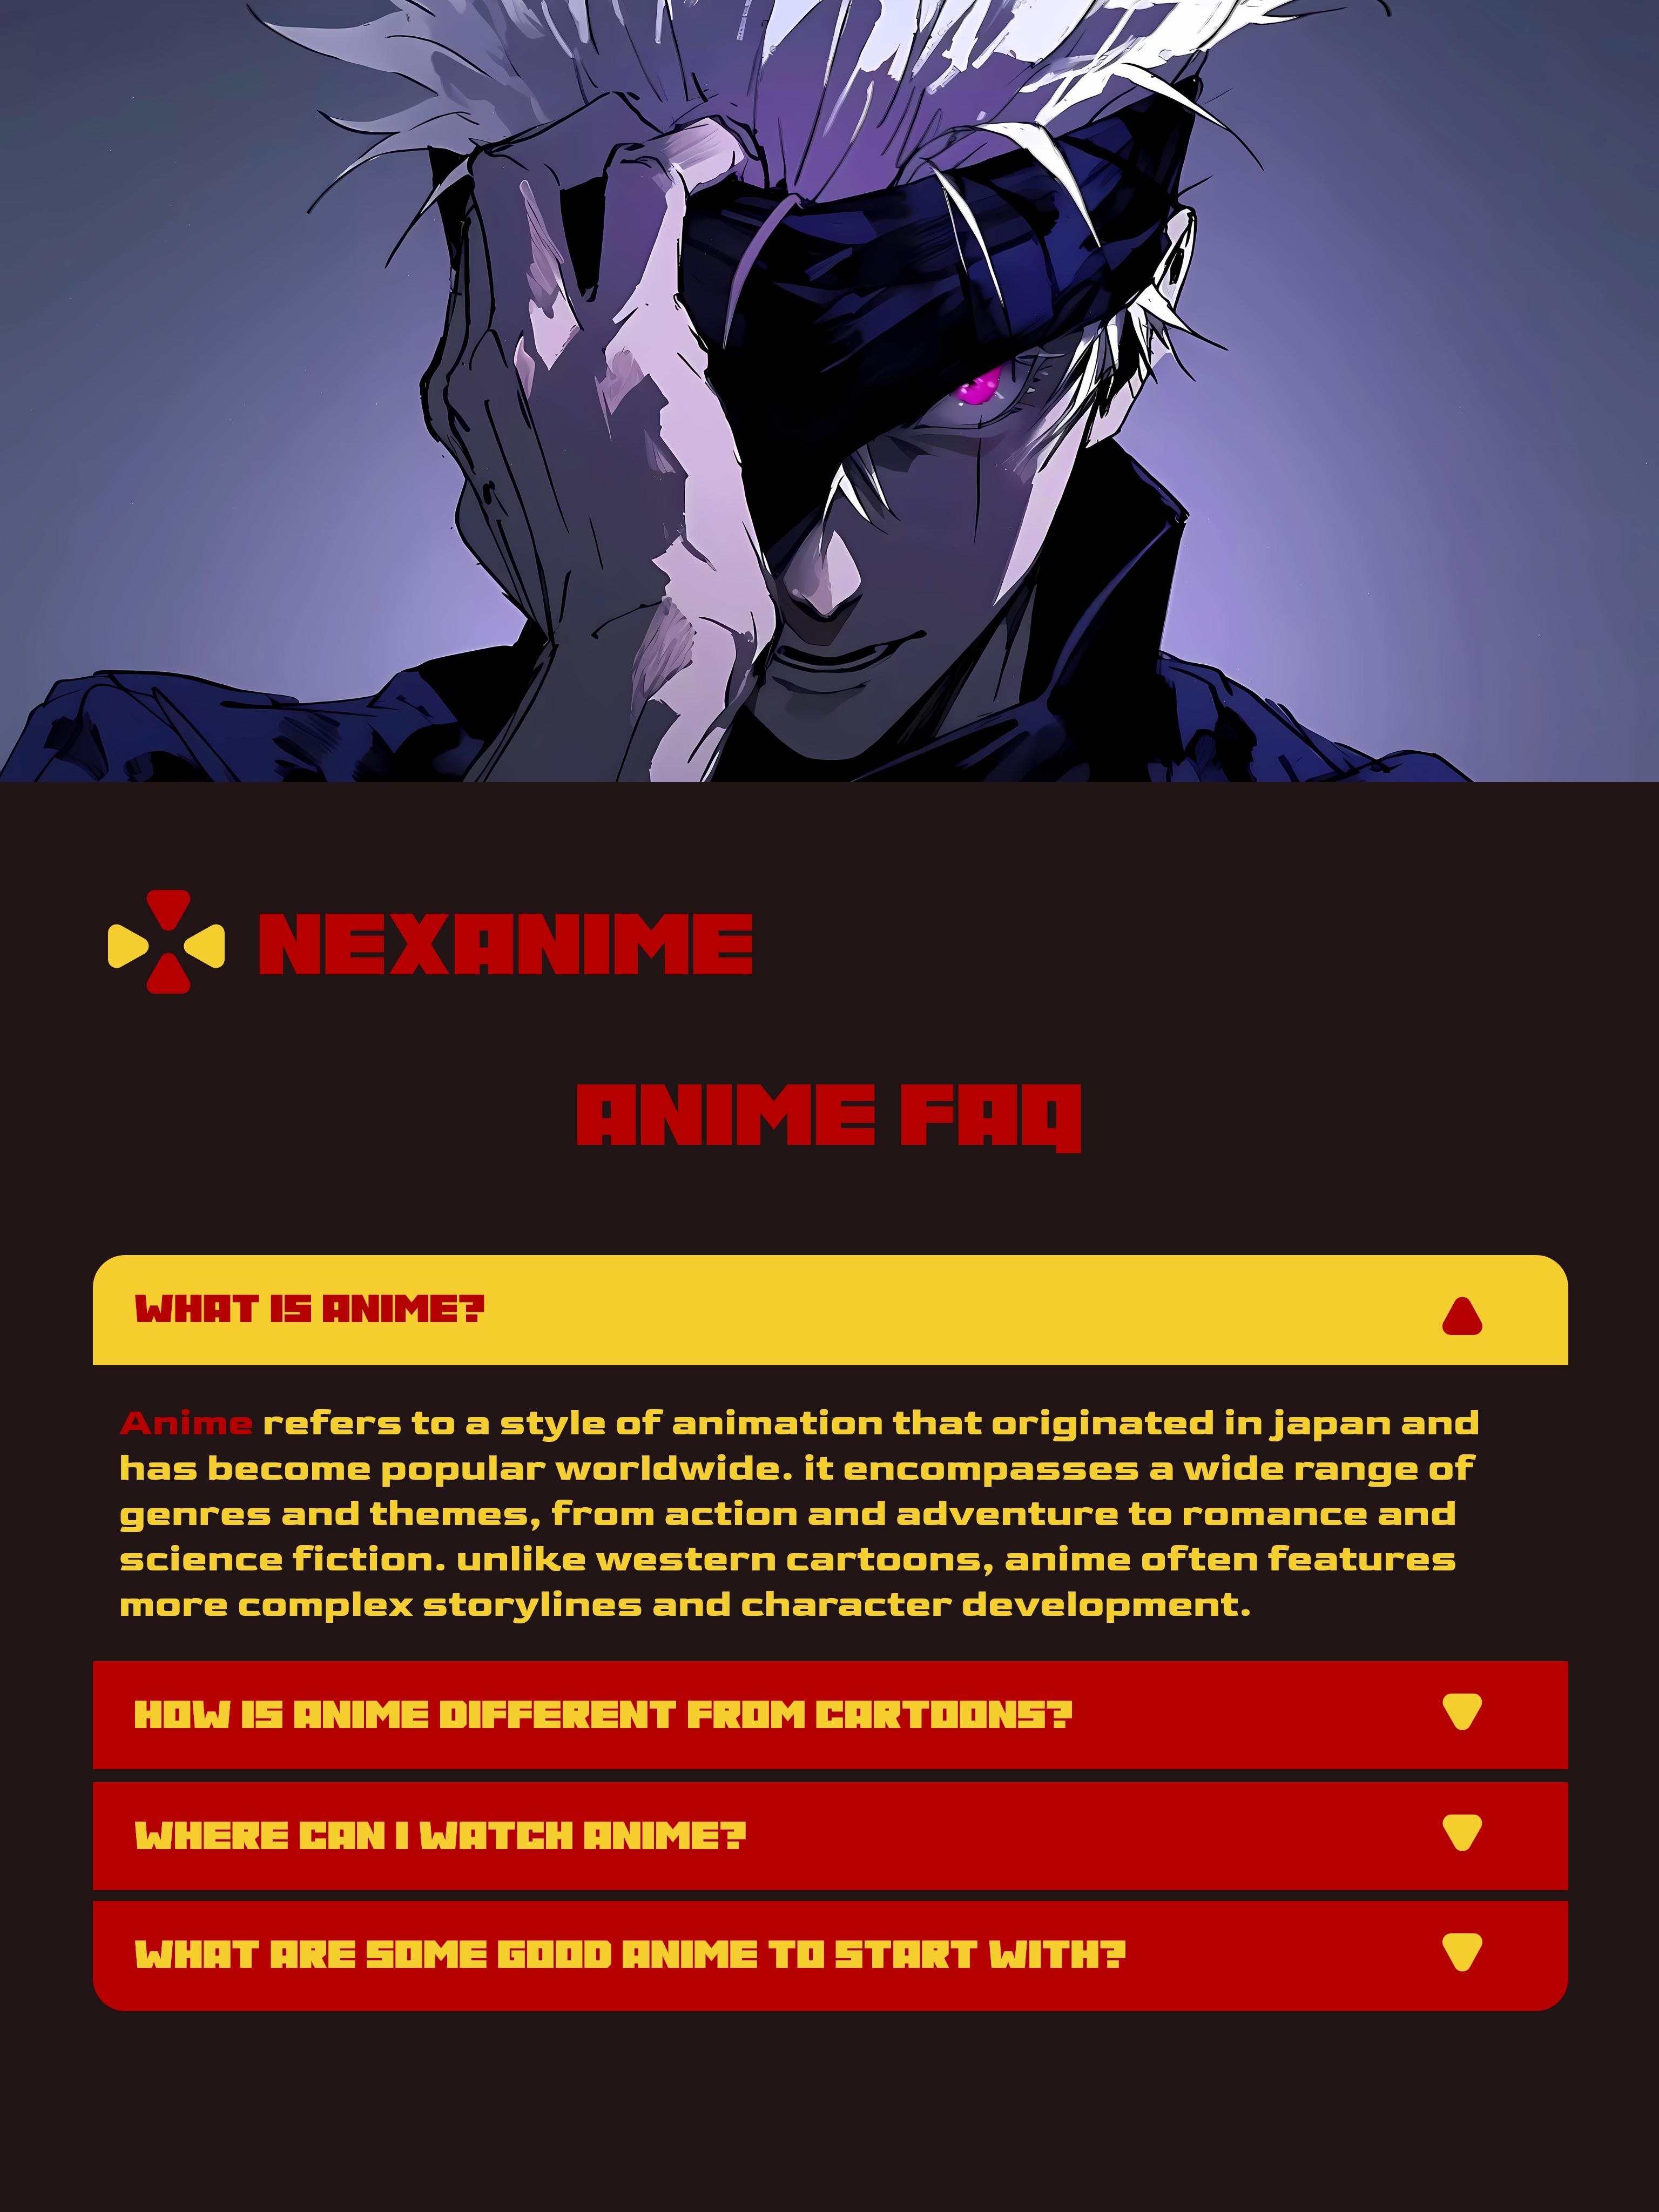 NEXANIME
ANIME FAQ
WHAT IS ANIME?
Anime refers to a style of animation that originated in japan and
has become popular worldwide. it encompasses a wide range of
genres and themes, from action and adventure to romance and
science fiction. unlike western cartoons, anime often features
more complex storylines and character development.
HOW IS ANIME DIFFERENT FROM CARTOONS?
WHERE CAN I WATCH ANIME?
WHAT ARE SOME GOOD ANIME TO START WITH?